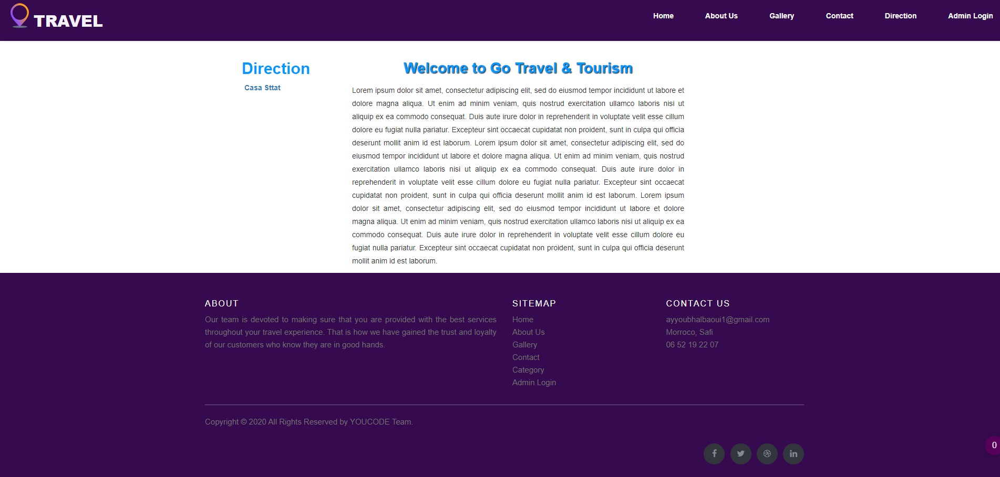 TRAVEL
Home About Us Gallery Contact Direction Admin Login
Direction
Casa Sttat
Welcome to Go Travel & Tourism
Lorem ipsum dolor sit amet, consectetur adipiscing elit, sed do eiusmod tempor incididunt ut labore et
dolore magna aliqua. Ut enim ad minim veniam, quis nostrud exercitation ullamco laboris nisi ut
aliquip ex ea commodo consequat. Duis aute irure dolor in reprehenderit in voluptate velit esse cillum
dolore eu fugiat nulla pariatur. Excepteur sint occaecat cupidatat non proident, sunt in culpa qui officia
deserunt mollit anim id est laborum. Lorem ipsum dolor sit amet, consectetur adipiscing elit, sed do
eiusmod tempor incididunt ut labore et dolore magna aliqua. Ut enim ad minim veniam, quis nostrud
exercitation ullamco laboris nisi ut aliquip ex ea commodo consequat. Duis aute irure dolor in
reprehenderit in voluptate velit esse cillum dolore eu fugiat nulla pariatur. Excepteur sint occaecat
cupidatat non proident, sunt in culpa qui officia deserunt mollit anim id est laborum. Lorem ipsum
dolor sit amet, consectetur adipiscing elit, sed do eiusmod tempor incididunt ut labore et dolore
magna aliqua. Ut enim ad minim veniam, quis nostrud exercitation ullamco laboris nisi ut aliquip ex ea
commodo consequat. Duis aute irure dolor in reprehenderit in voluptate velit esse cillum dolore eu
fugiat nulla pariatur. Excepteur sint occaecat cupidatat non proident, sunt in culpa qui officia deserunt
mollit anim id est laborum.
ABOUT
Our team is devoted to making sure that you are provided with the best services
throughout your travel experience. That is how we have gained the trust and loyalty
of our customers who know they are in good hands.
SITEMAP
Home
About Us
Gallery
Contact
Category
Admin Login
CONTACT US
ayyoubhalbaoui1@gmail.com
Morroco, Safi
06 52 19 22 07
Copyright © 2020 All Rights Reserved by YOUCODE Team.
0